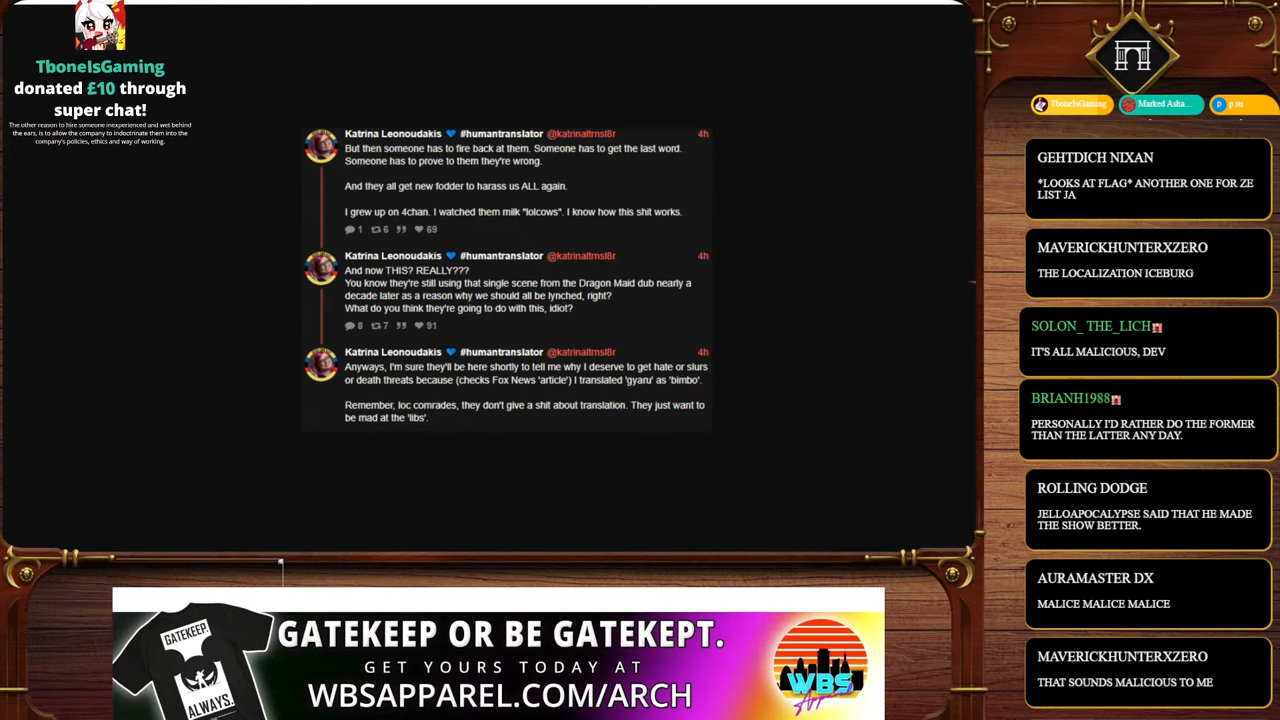 TboneIsGaming
donated £10 through
super chat!
The other reason to hire someone inexperienced and wet behind
the ears, is to allow the company to indoctrinate them into the
company's policies, ethics and way of working.
Katrina Leonoudakis 💙 #humantranslator @katrinaltrnsl8r 4h
But then someone has to fire back at them. Someone has to get the last word.
Someone has to prove to them they're wrong.
And they all get new fodder to harass us ALL again.
I grew up on 4chan. I watched them milk "lolcows". I know how this shit works.
1 6 69
Katrina Leonoudakis 💙 #humantranslator @katrinaltrnsl8r 4h
And now THIS? REALLY???
You know they're still using that single scene from the Dragon Maid dub nearly a
decade later as a reason why we should all be lynched, right?
What do you think they're going to do with this, idiot?
8 7 91
Katrina Leonoudakis 💙 #humantranslator @katrinaltrnsl8r 4h
Anyways, I'm sure they'll be here shortly to tell me why I deserve to get hate or slurs
or death threats because (checks Fox News 'article') I translated 'gyaru' as 'bimbo'.
Remember, loc comrades, they don't give a shit about translation. They just want to
be mad at the 'libs'.
TboneIsGaming Marked Asha... p su
GEHTDICH NIXAN
*LOOKS AT FLAG* ANOTHER ONE FOR ZE
LIST JA
MAVERICKHUNTERXZERO
THE LOCALIZATION ICEBURG
SOLON_ THE_LICH
IT'S ALL MALICIOUS, DEV
BRIANH1988
PERSONALLY I'D RATHER DO THE FORMER
THAN THE LATTER ANY DAY.
ROLLING DODGE
JELLOAPOCALYPSE SAID THAT HE MADE
THE SHOW BETTER.
AURAMASTER DX
MALICE MALICE MALICE
MAVERICKHUNTERXZERO
THAT SOUNDS MALICIOUS TO ME
GATEKEEP.
ALWAYS.
GATEKEEP OR BE GATEKEPT.
GET YOURS TODAY AT
WBSAPPAREL.COM/ARCH
WBS
Apparel